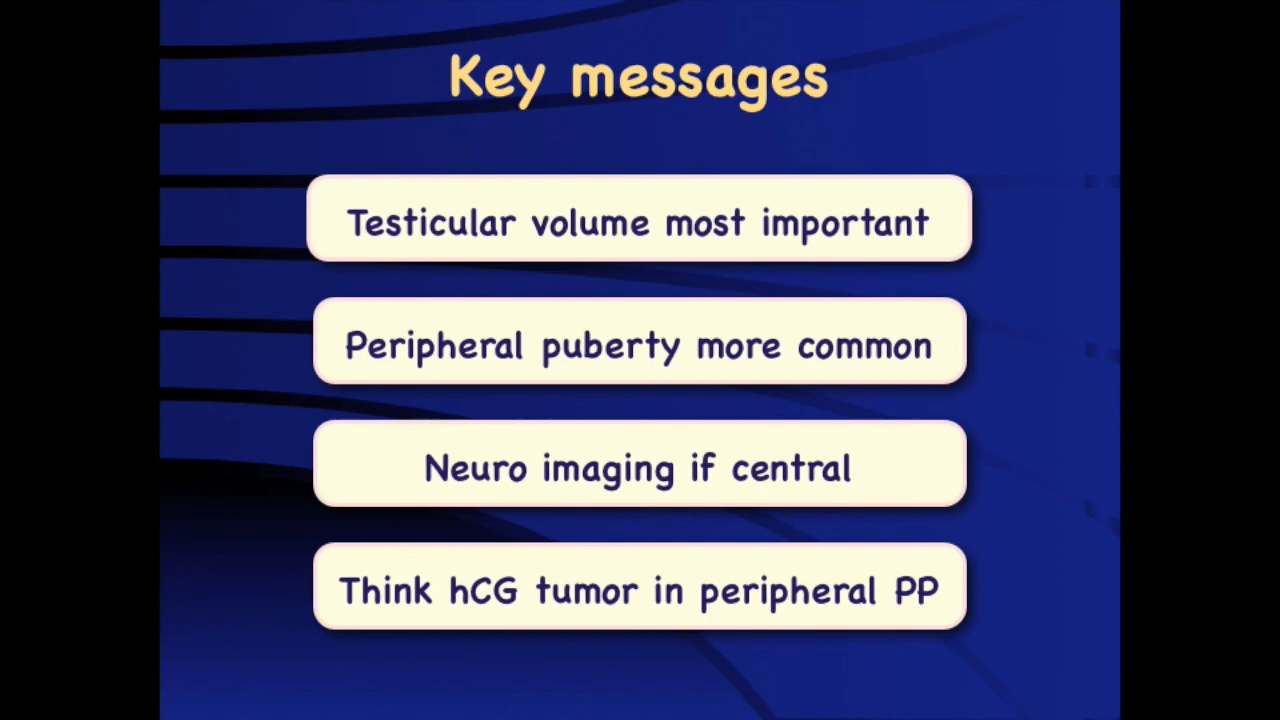 Key messages
Testicular volume most important
Peripheral puberty more common
Neuro imaging if central
Think hCG tumor in peripheral PP